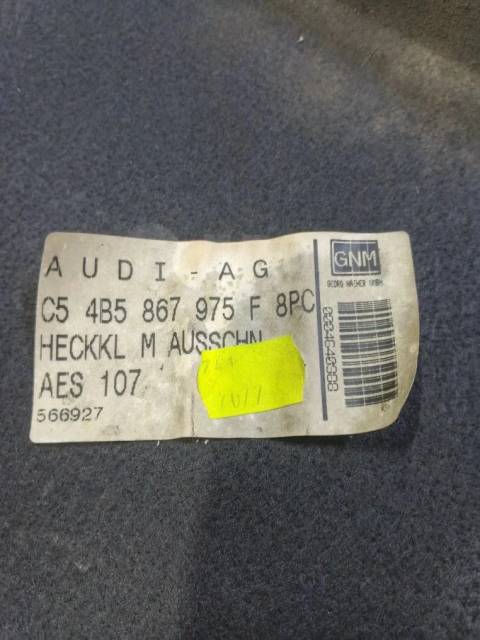 AUDI-AG
C5 4B5 867 975 F 8PC
HECKKL M AUSSCHN
AES 107
566927
GNM